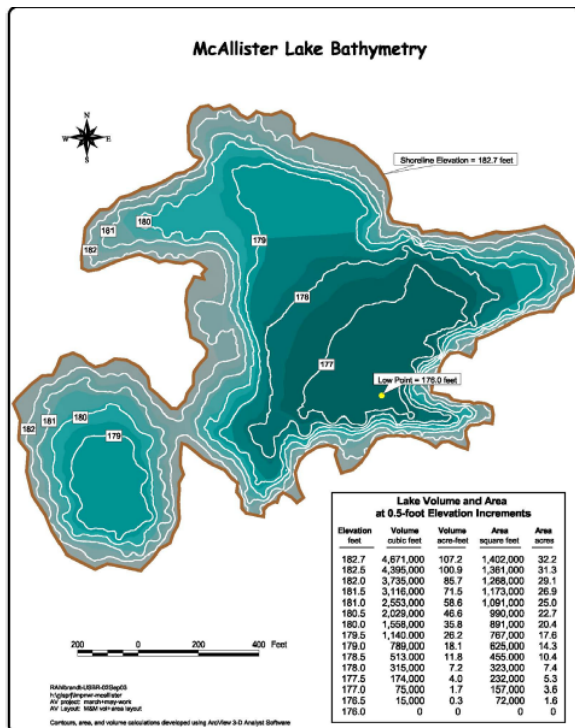 McAllister Lake Bathymetry
N
W E
S
Shoreline Elevation = 182.7 feet
180
181
182
179
178
177
Low Point = 176.0 feet
180
181
182
179
Lake Volume and Area
at 0.5-foot Elevation Increments
Elevation Volume Volume Area Area
feet cubic feet acre-feet square feet acres
182.7 4,671,000 107.2 1,402,000 32.2
182.5 4,395,000 100.9 1,361,000 31.3
182.0 3,735,000 85.7 1,268,000 29.1
181.5 3,116,000 71.5 1,173,000 26.9
181.0 2,553,000 58.6 1,091,000 25.0
180.5 2,029,000 46.6 990,000 22.7
180.0 1,558,000 35.8 891,000 20.4
179.5 1,140.000 26.2 767,000 17.6
179.0 789,000 18.1 625,000 14.3
178.5 513,000 11.8 455,000 10.4
178.0 315,000 7.2 323,000 7.4
177.5 174,000 4.0 232,000 5.3
177.0 75,000 1.7 157,000 3.6
176.5 15,000 0.3 72,000 1.6
176.0 0 0 0 0
200 0 200 400 Feet
AV Layout: M&M vol+area layout
Contours, area, and volume calculations developed using ArcView 3-D Analyst Software